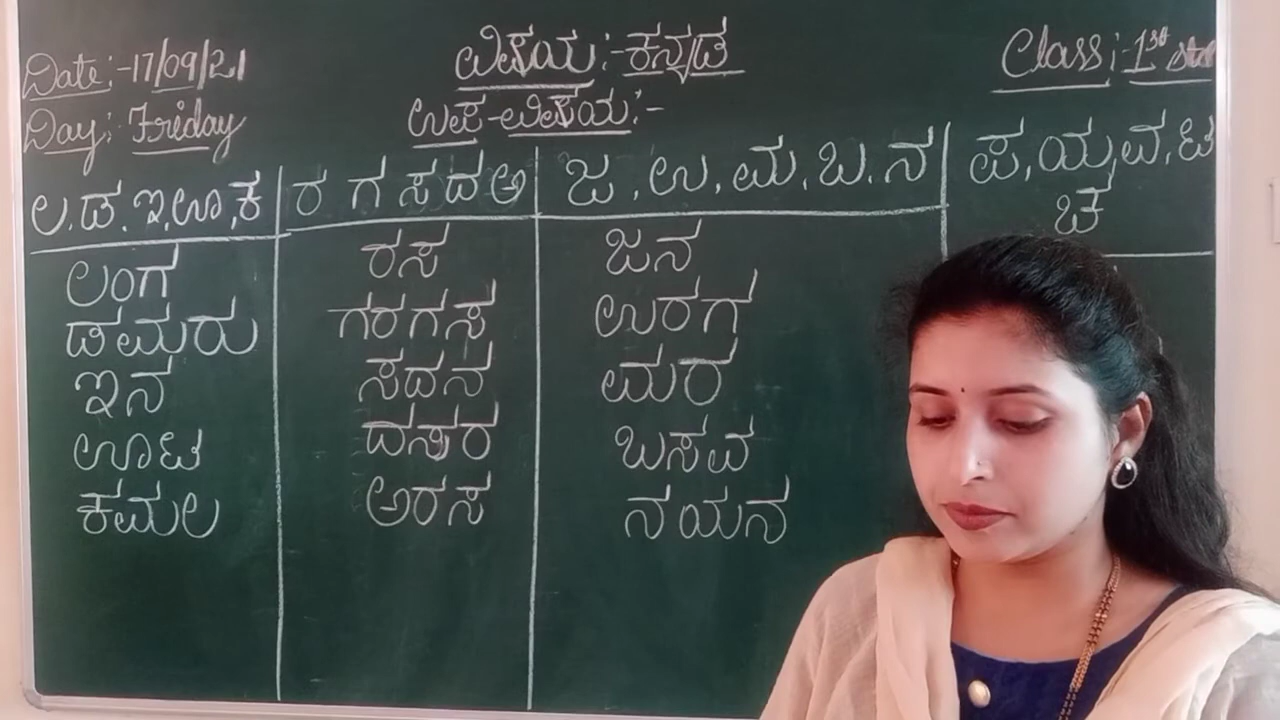 Date:-17/09/21
Day:-Friday
ವಿಷಯ:-ಕನ್ನಡ
ಉಪ-ವಿಷಯ:-
Class:-1st std
ಲ.ಡ.ಇ.ಊ,ಕ
ಲಂಗ
ಡಮರು
ಇನ
ಊಟ
ಕಮಲ
ರ ಗ ಸ ದ ಅ
ರಸ
ಗರಗಸ
ಸದನ
ದಸರ
ಅರಸ
ಜ,ಉ,ಮ,ಬ,ನ
ಜನ
ಉರಗ
ಮರ
ಬಸವ
ನಯನ
ಪ,ಯ,ವ,ಟ
ಚ